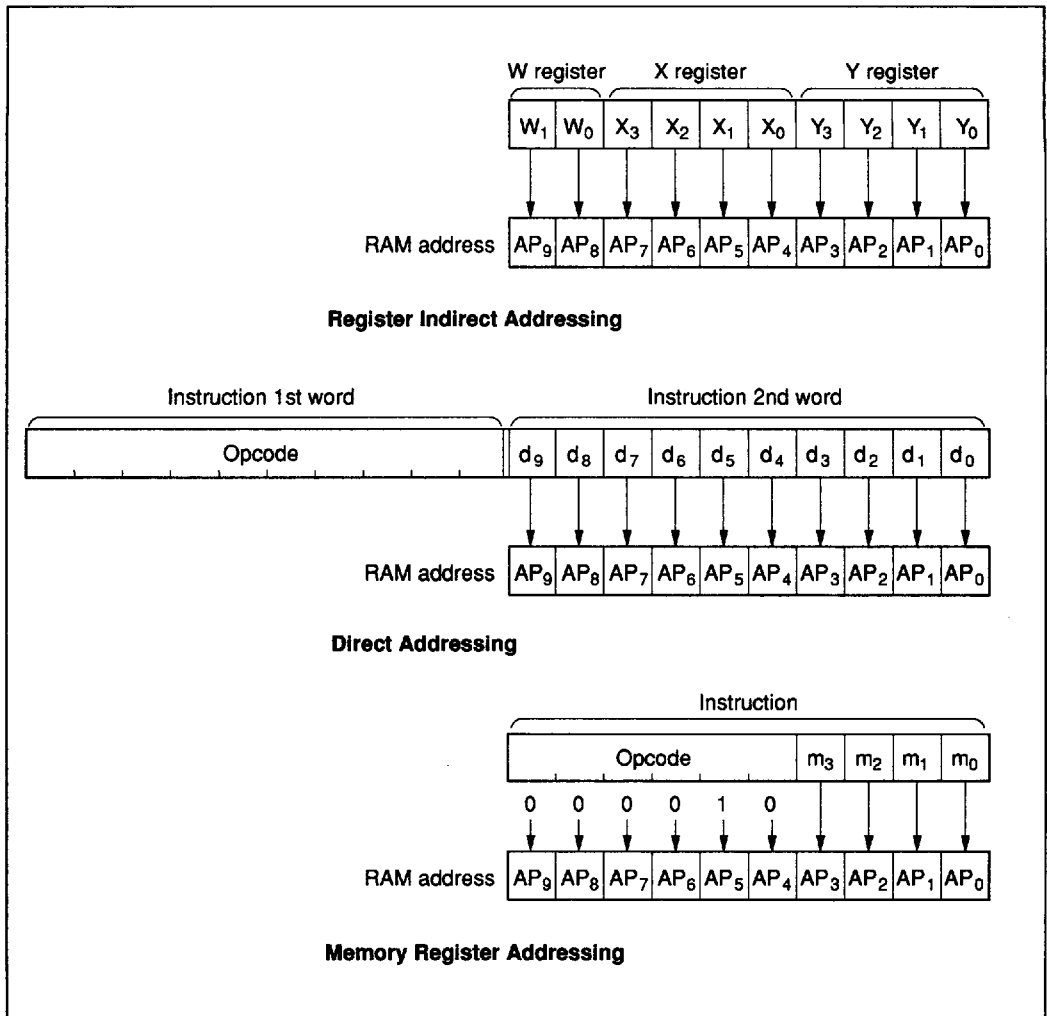 W register X register Y register
W₁ W₀ X₃ X₂ X₁ X₀ Y₃ Y₂ Y₁ Y₀
RAM address AP₉ AP₈ AP₇ AP₆ AP₅ AP₄ AP₃ AP₂ AP₁ AP₀
Register Indirect Addressing
Instruction 1st word Instruction 2nd word
Opcode d₉ d₈ d₇ d₆ d₅ d₄ d₃ d₂ d₁ d₀
RAM address AP₉ AP₈ AP₇ AP₆ AP₅ AP₄ AP₃ AP₂ AP₁ AP₀
Direct Addressing
Instruction
Opcode m₃ m₂ m₁ m₀
0 0 0 0 1 0
RAM address AP₉ AP₈ AP₇ AP₆ AP₅ AP₄ AP₃ AP₂ AP₁ AP₀
Memory Register Addressing